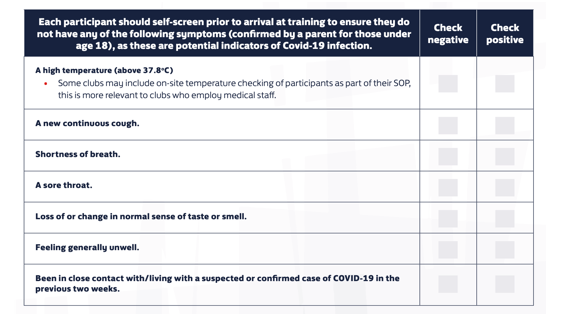 Each participant should self-screen prior to arrival at training to ensure they do
not have any of the following symptoms (confirmed by a parent for those under
age 18), as these are potential indicators of Covid-19 infection.
Check
negative
Check
positive
A high temperature (above 37.8ºC)
• Some clubs may include on-site temperature checking of participants as part of their SOP,
this is more relevant to clubs who employ medical staff.
A new continuous cough.
Shortness of breath.
A sore throat.
Loss of or change in normal sense of taste or smell.
Feeling generally unwell.
Been in close contact with/living with a suspected or confirmed case of COVID-19 in the
previous two weeks.